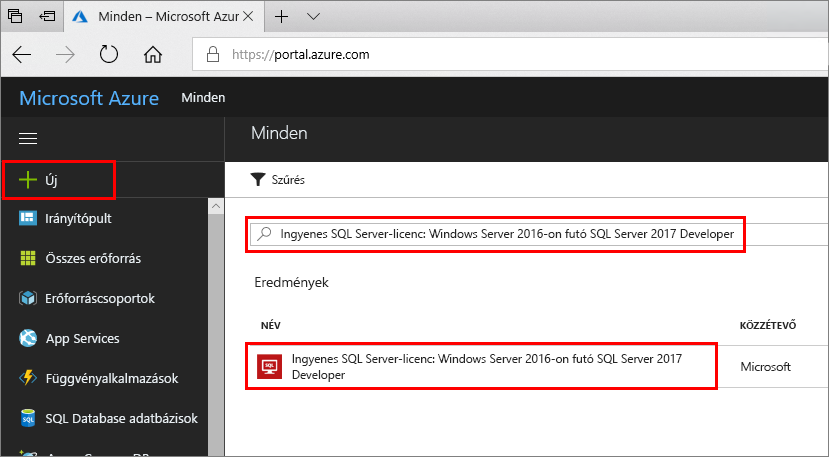 Minden – Microsoft Azure
https://portal.azure.com
Microsoft Azure Minden
Minden
Új
Szűrés
Irányítópult
Ingyenes SQL Server-licenc: Windows Server 2016-on futó SQL Server 2017 Developer
Összes erőforrás
Eredmények
Erőforráscsoportok
NÉV KÖZZÉTEVŐ
App Services
Ingyenes SQL Server-licenc: Windows Server 2016-on futó SQL Server 2017
Developer
Microsoft
SQL
Függvényalkalmazások
SQL Database adatbázisok
SQL